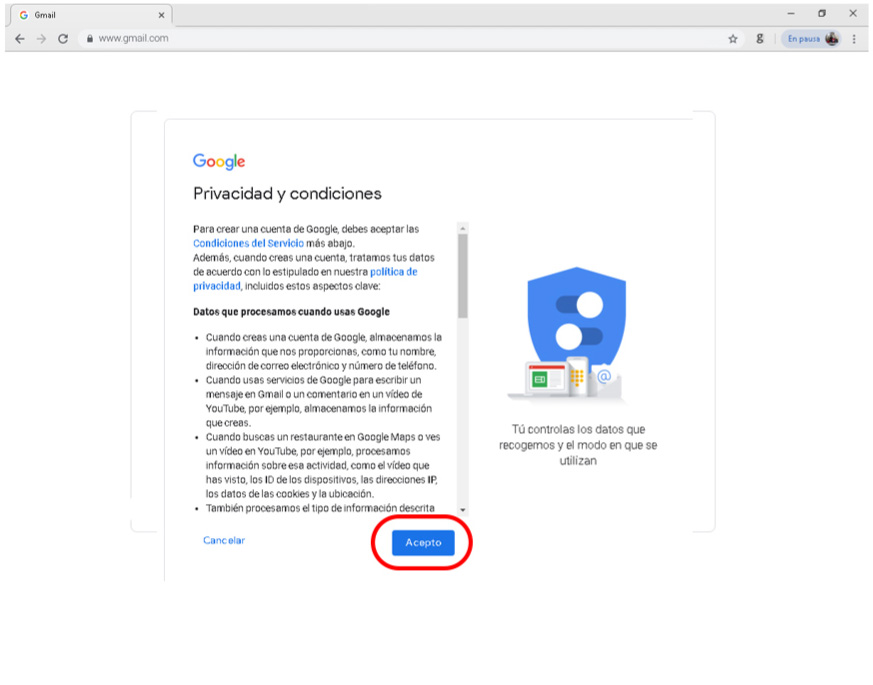 Gmail
www.gmail.com
En pausa
Google
Privacidad y condiciones
Para crear una cuenta de Google, debes aceptar las
Condiciones del Servicio más abajo.
Además, cuando creas una cuenta, tratamos tus datos
de acuerdo con lo estipulado en nuestra política de
privacidad, incluidos estos aspectos clave:
Datos que procesamos cuando usas Google
• Cuando creas una cuenta de Google, almacenamos la
información que nos proporcionas, como tu nombre,
dirección de correo electrónico y número de teléfono.
• Cuando usas servicios de Google para escribir un
mensaje en Gmail o un comentario en un vídeo de
YouTube, por ejemplo, almacenamos la información
que creas.
• Cuando buscas un restaurante en Google Maps o ves
un vídeo en YouTube, por ejemplo, procesamos
información sobre esa actividad, como el vídeo que
has visto, los ID de los dispositivos, las direcciones IP,
los datos de las cookies y la ubicación.
• También procesamos el tipo de información descrita
Cancelar
Acepto
Tú controlas los datos que
recogemos y el modo en que se
utilizan